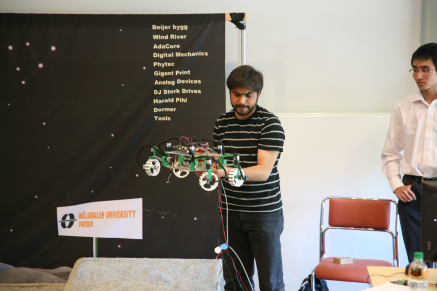 Beijer bygg
Wind River
AdaCore
Digital Mechanics
Phytec
Gigant Print
Analog Devices
DJ Stork Drives
Harald Pihl
Dormer
Tools
MÄLARDALEN UNIVERSITY
SWEDEN